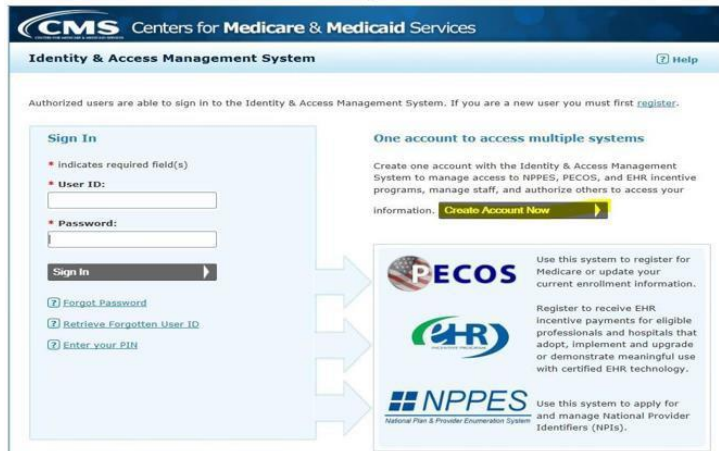 CMS Centers for Medicare & Medicaid Services
CENTERS FOR MEDICARE & MEDICAID SERVICES
Identity & Access Management System
? Help
Authorized users are able to sign in to the Identity & Access Management System. If you are a new user you must first register.
Sign In
* indicates required field(s)
* User ID:
* Password:
Sign In
? Forgot Password
? Retrieve Forgotten User ID
? Enter your PIN
One account to access multiple systems
Create one account with the Identity & Access Management
System to manage access to NPPES, PECOS, and EHR incentive
programs, manage staff, and authorize others to access your
information. Create Account Now
PECOS
Use this system to register for
Medicare or update your
current enrollment information.
eHR
INCENTIVE PROGRAMS
Register to receive EHR
incentive payments for eligible
professionals and hospitals that
adopt, implement and upgrade
or demonstrate meaningful use
with certified EHR technology.
NPPES
National Plan & Provider Enumeration System
Use this system to apply for
and manage National Provider
Identifiers (NPIs).